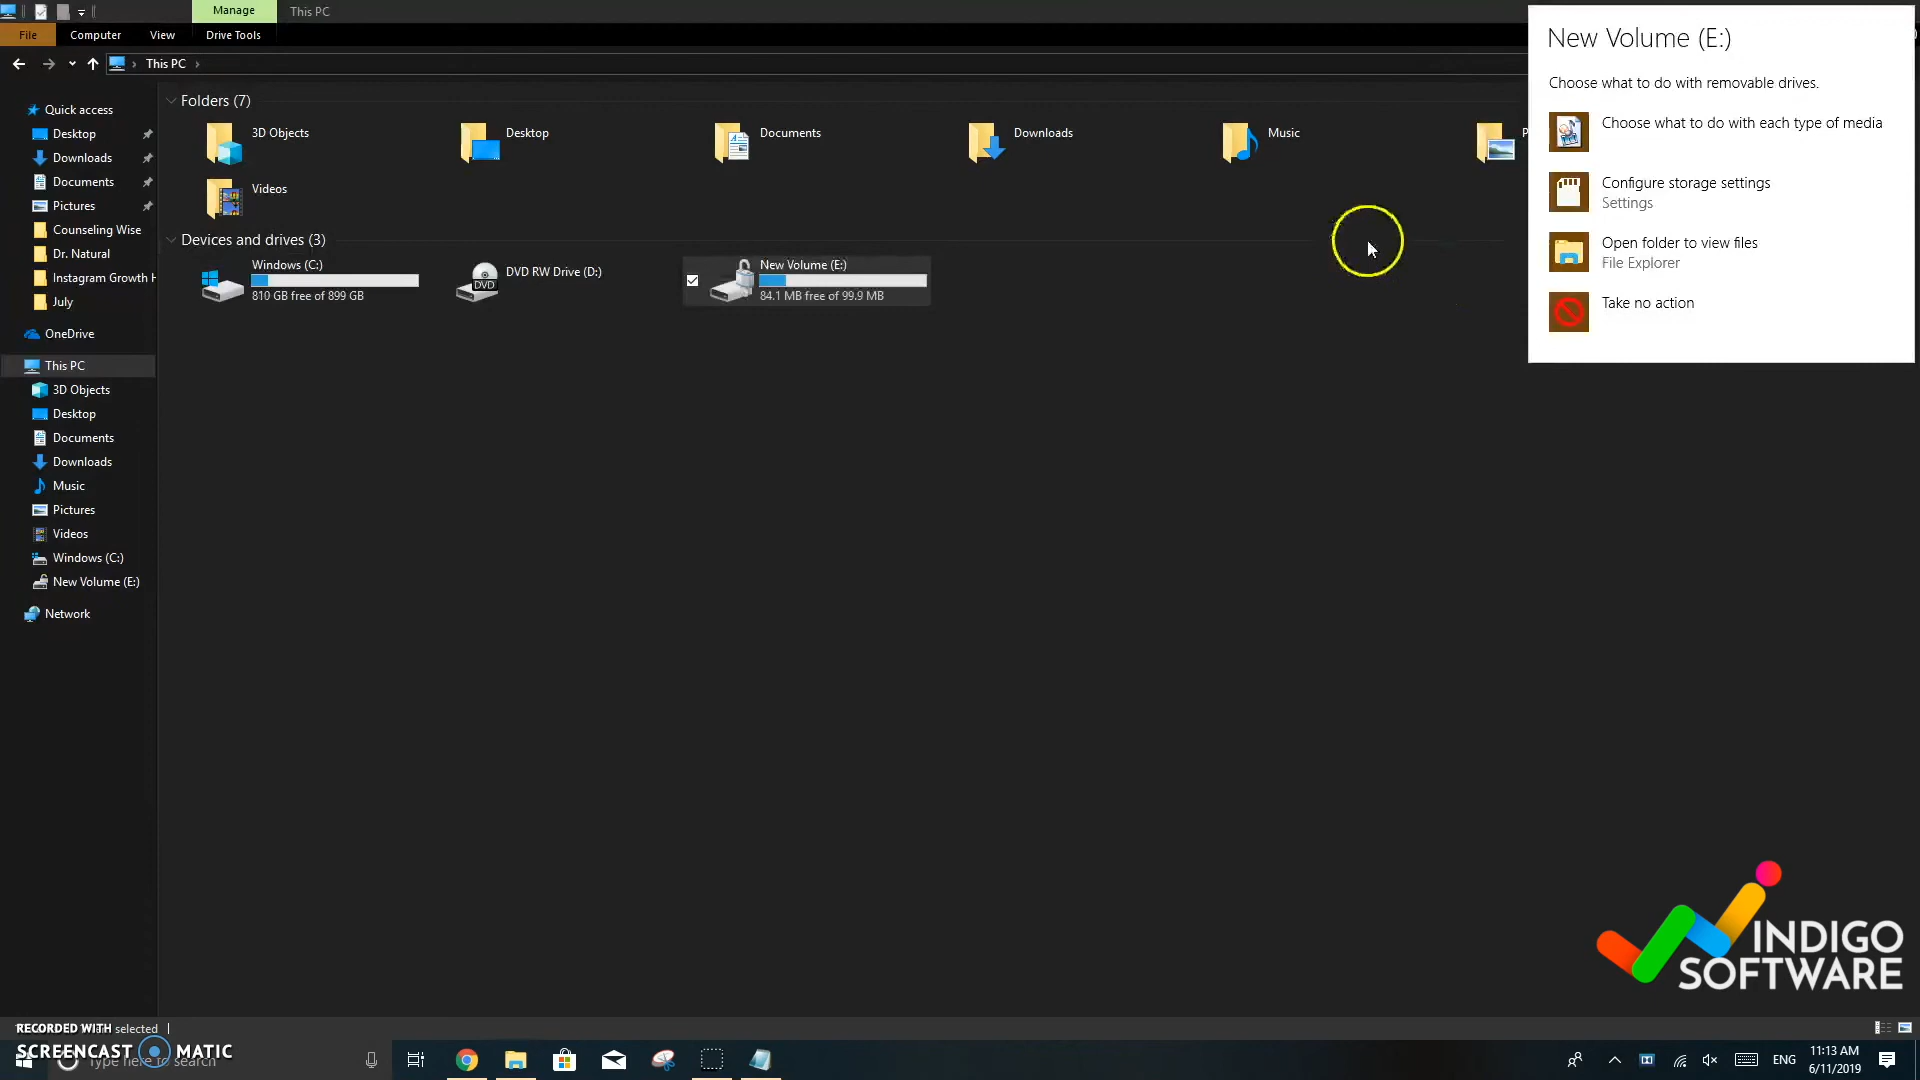 Manage
This PC
File
Computer
View
Drive Tools
This PC
Quick access
Desktop
Downloads
Documents
Pictures
Counseling Wise
Dr. Natural
Instagram Growth H
July
OneDrive
This PC
3D Objects
Desktop
Documents
Downloads
Music
Pictures
Videos
Windows (C:)
New Volume (E:)
Network
Folders (7)
3D Objects
Desktop
Documents
Downloads
Music
P
Videos
Devices and drives (3)
Windows (C:)
810 GB free of 899 GB
DVD RW Drive (D:)
DVD
New Volume (E:)
84.1 MB free of 99.9 MB
New Volume (E:)
Choose what to do with removable drives.
Choose what to do with each type of media
Configure storage settings
Settings
Open folder to view files
File Explorer
Take no action
INDIGO
SOFTWARE
RECORDED WITH selected
SCREENCAST MATIC
Type here to search
ENG
11:13 AM
6/11/2019